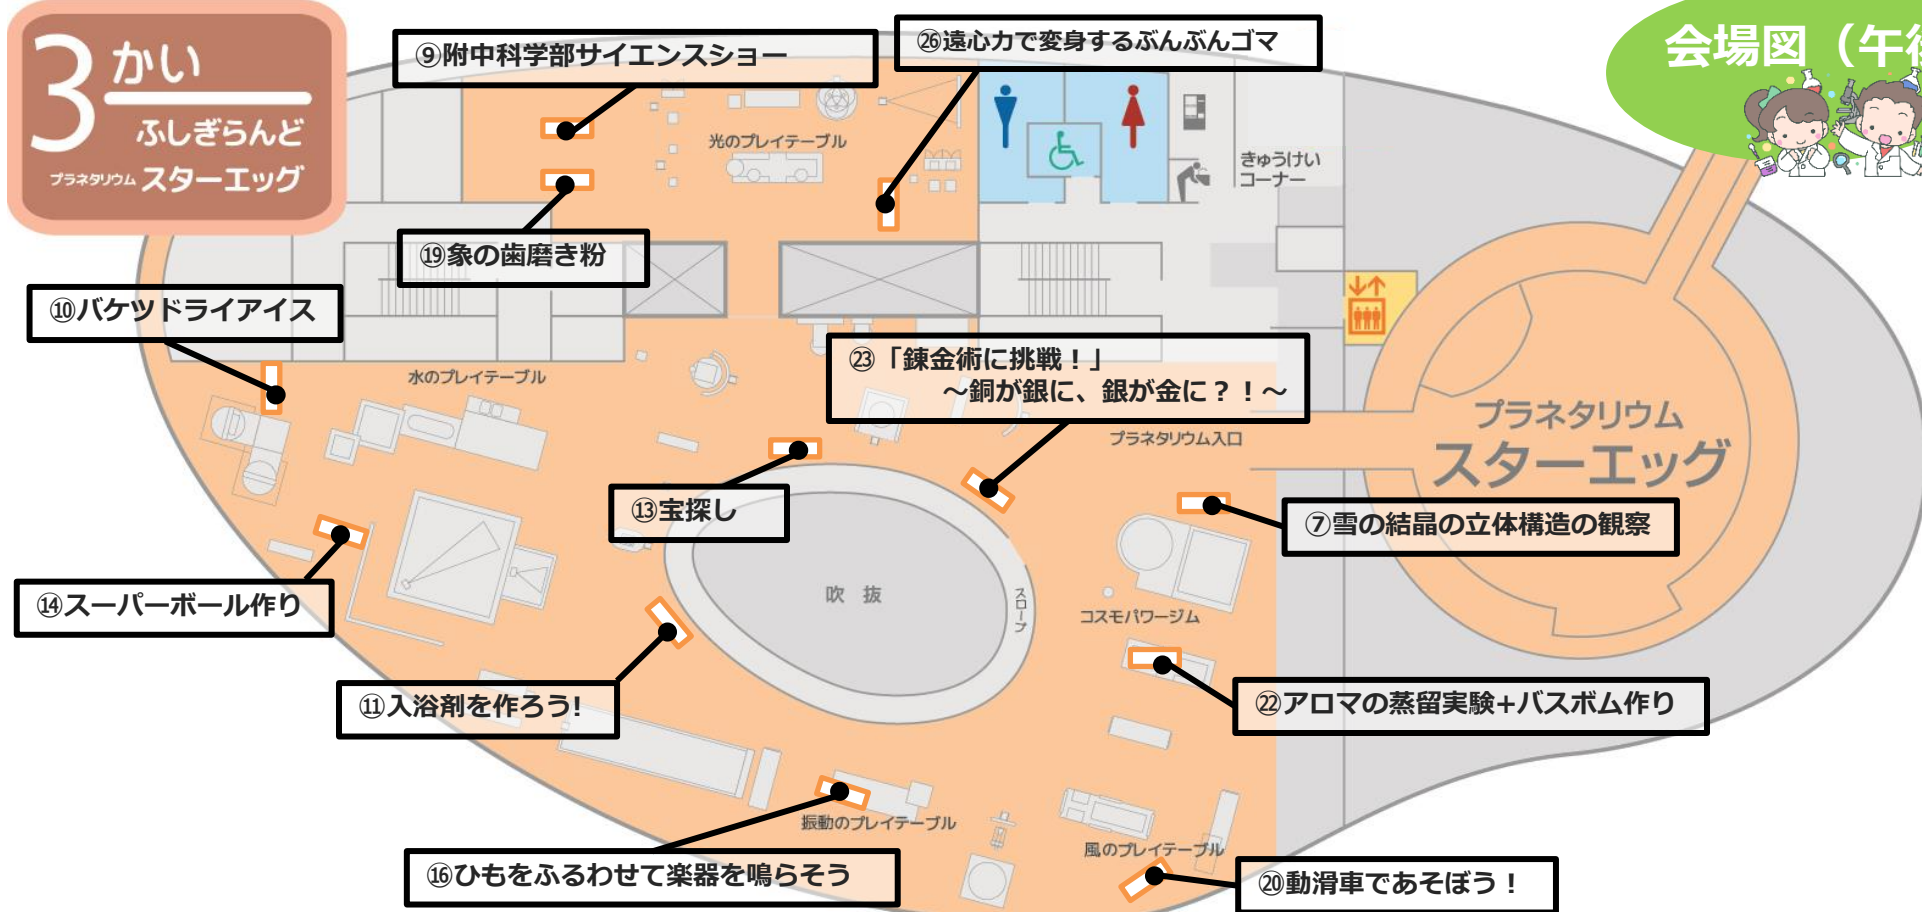 3かい
ふしぎらんど
プラネタリウム スターエッグ
⑨附中科学部サイエンスショー
㉖遠心力で変身するぶんぶんゴマ
会場図（午後
光のプレイテーブル
きゅうけい
コーナー
⑲象の歯磨き粉
⑩バケツドライアイス
水のプレイテーブル
㉓「錬金術に挑戦！」
～銅が銀に、銀が金に？！～
プラネタリウム入口
プラネタリウム
スターエッグ
⑬宝探し
⑦雪の結晶の立体構造の観察
吹 抜
スロープ
⑭スーパーボール作り
コスモパワージム
⑪入浴剤を作ろう!
㉒アロマの蒸留実験+バスボム作り
振動のプレイテーブル
風のプレイテーブル
⑯ひもをふるわせて楽器を鳴らそう
⑳動滑車であそぼう！